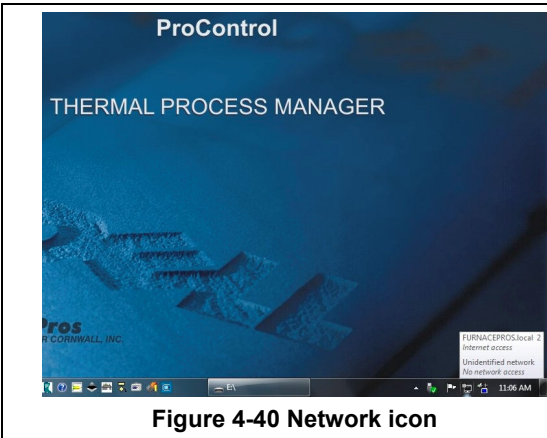 ProControl
THERMAL PROCESS MANAGER
Pros
R CORNWALL, INC.
FURNACEPROS.local 2
Internet access
Unidentified network
No network access
E:\
11:06 AM
Figure 4-40 Network icon